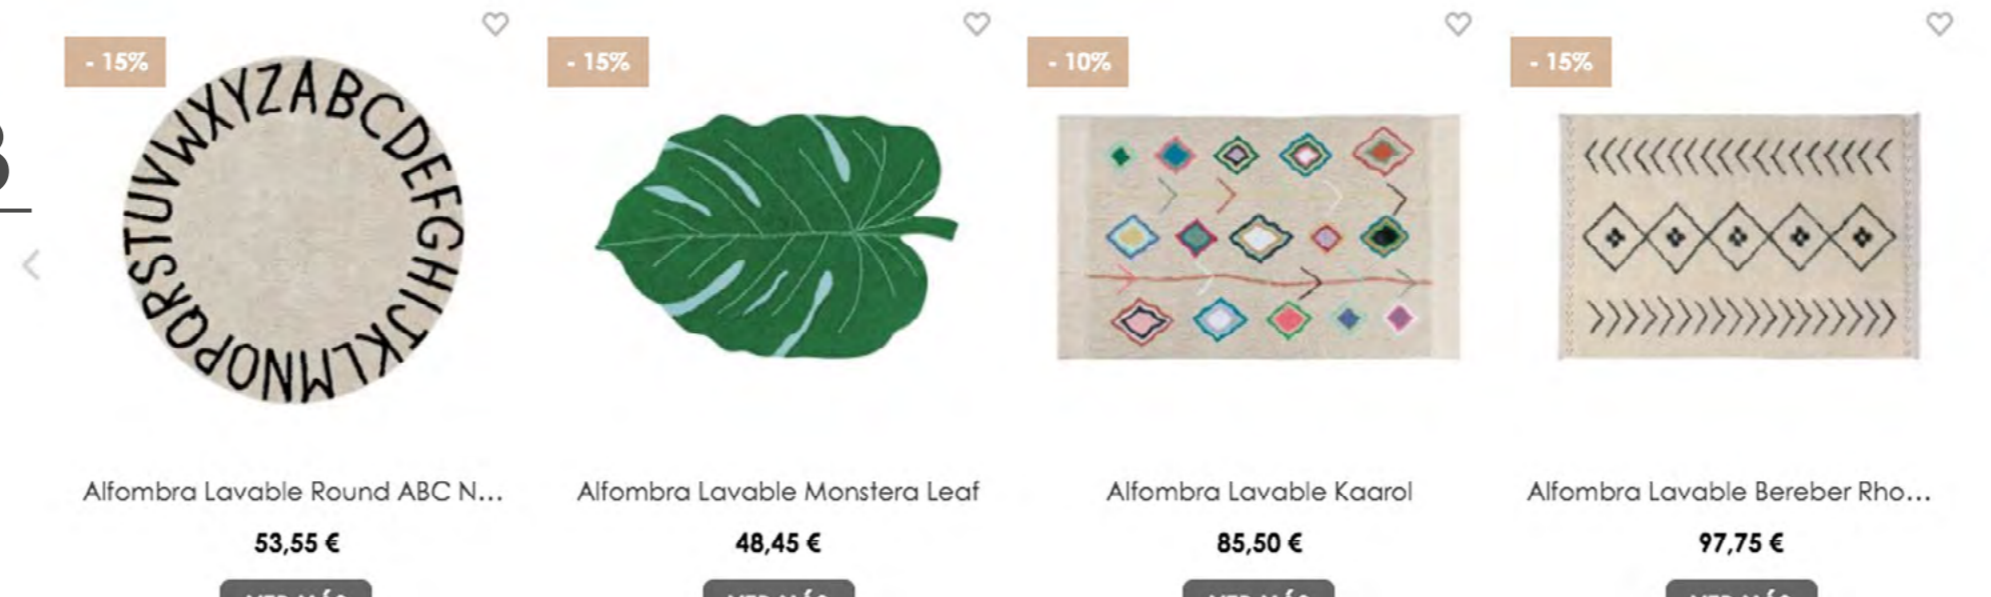 - 15%
- 15%
- 10%
- 15%
ABCDEFGHIJKLMNOPQRSTUVWXYZ
Alfombra Lavable Round ABC N...
Alfombra Lavable Monstera Leaf
Alfombra Lavable Kaarol
Alfombra Lavable Bereber Rho...
53,55 €
48,45 €
85,50 €
97,75 €